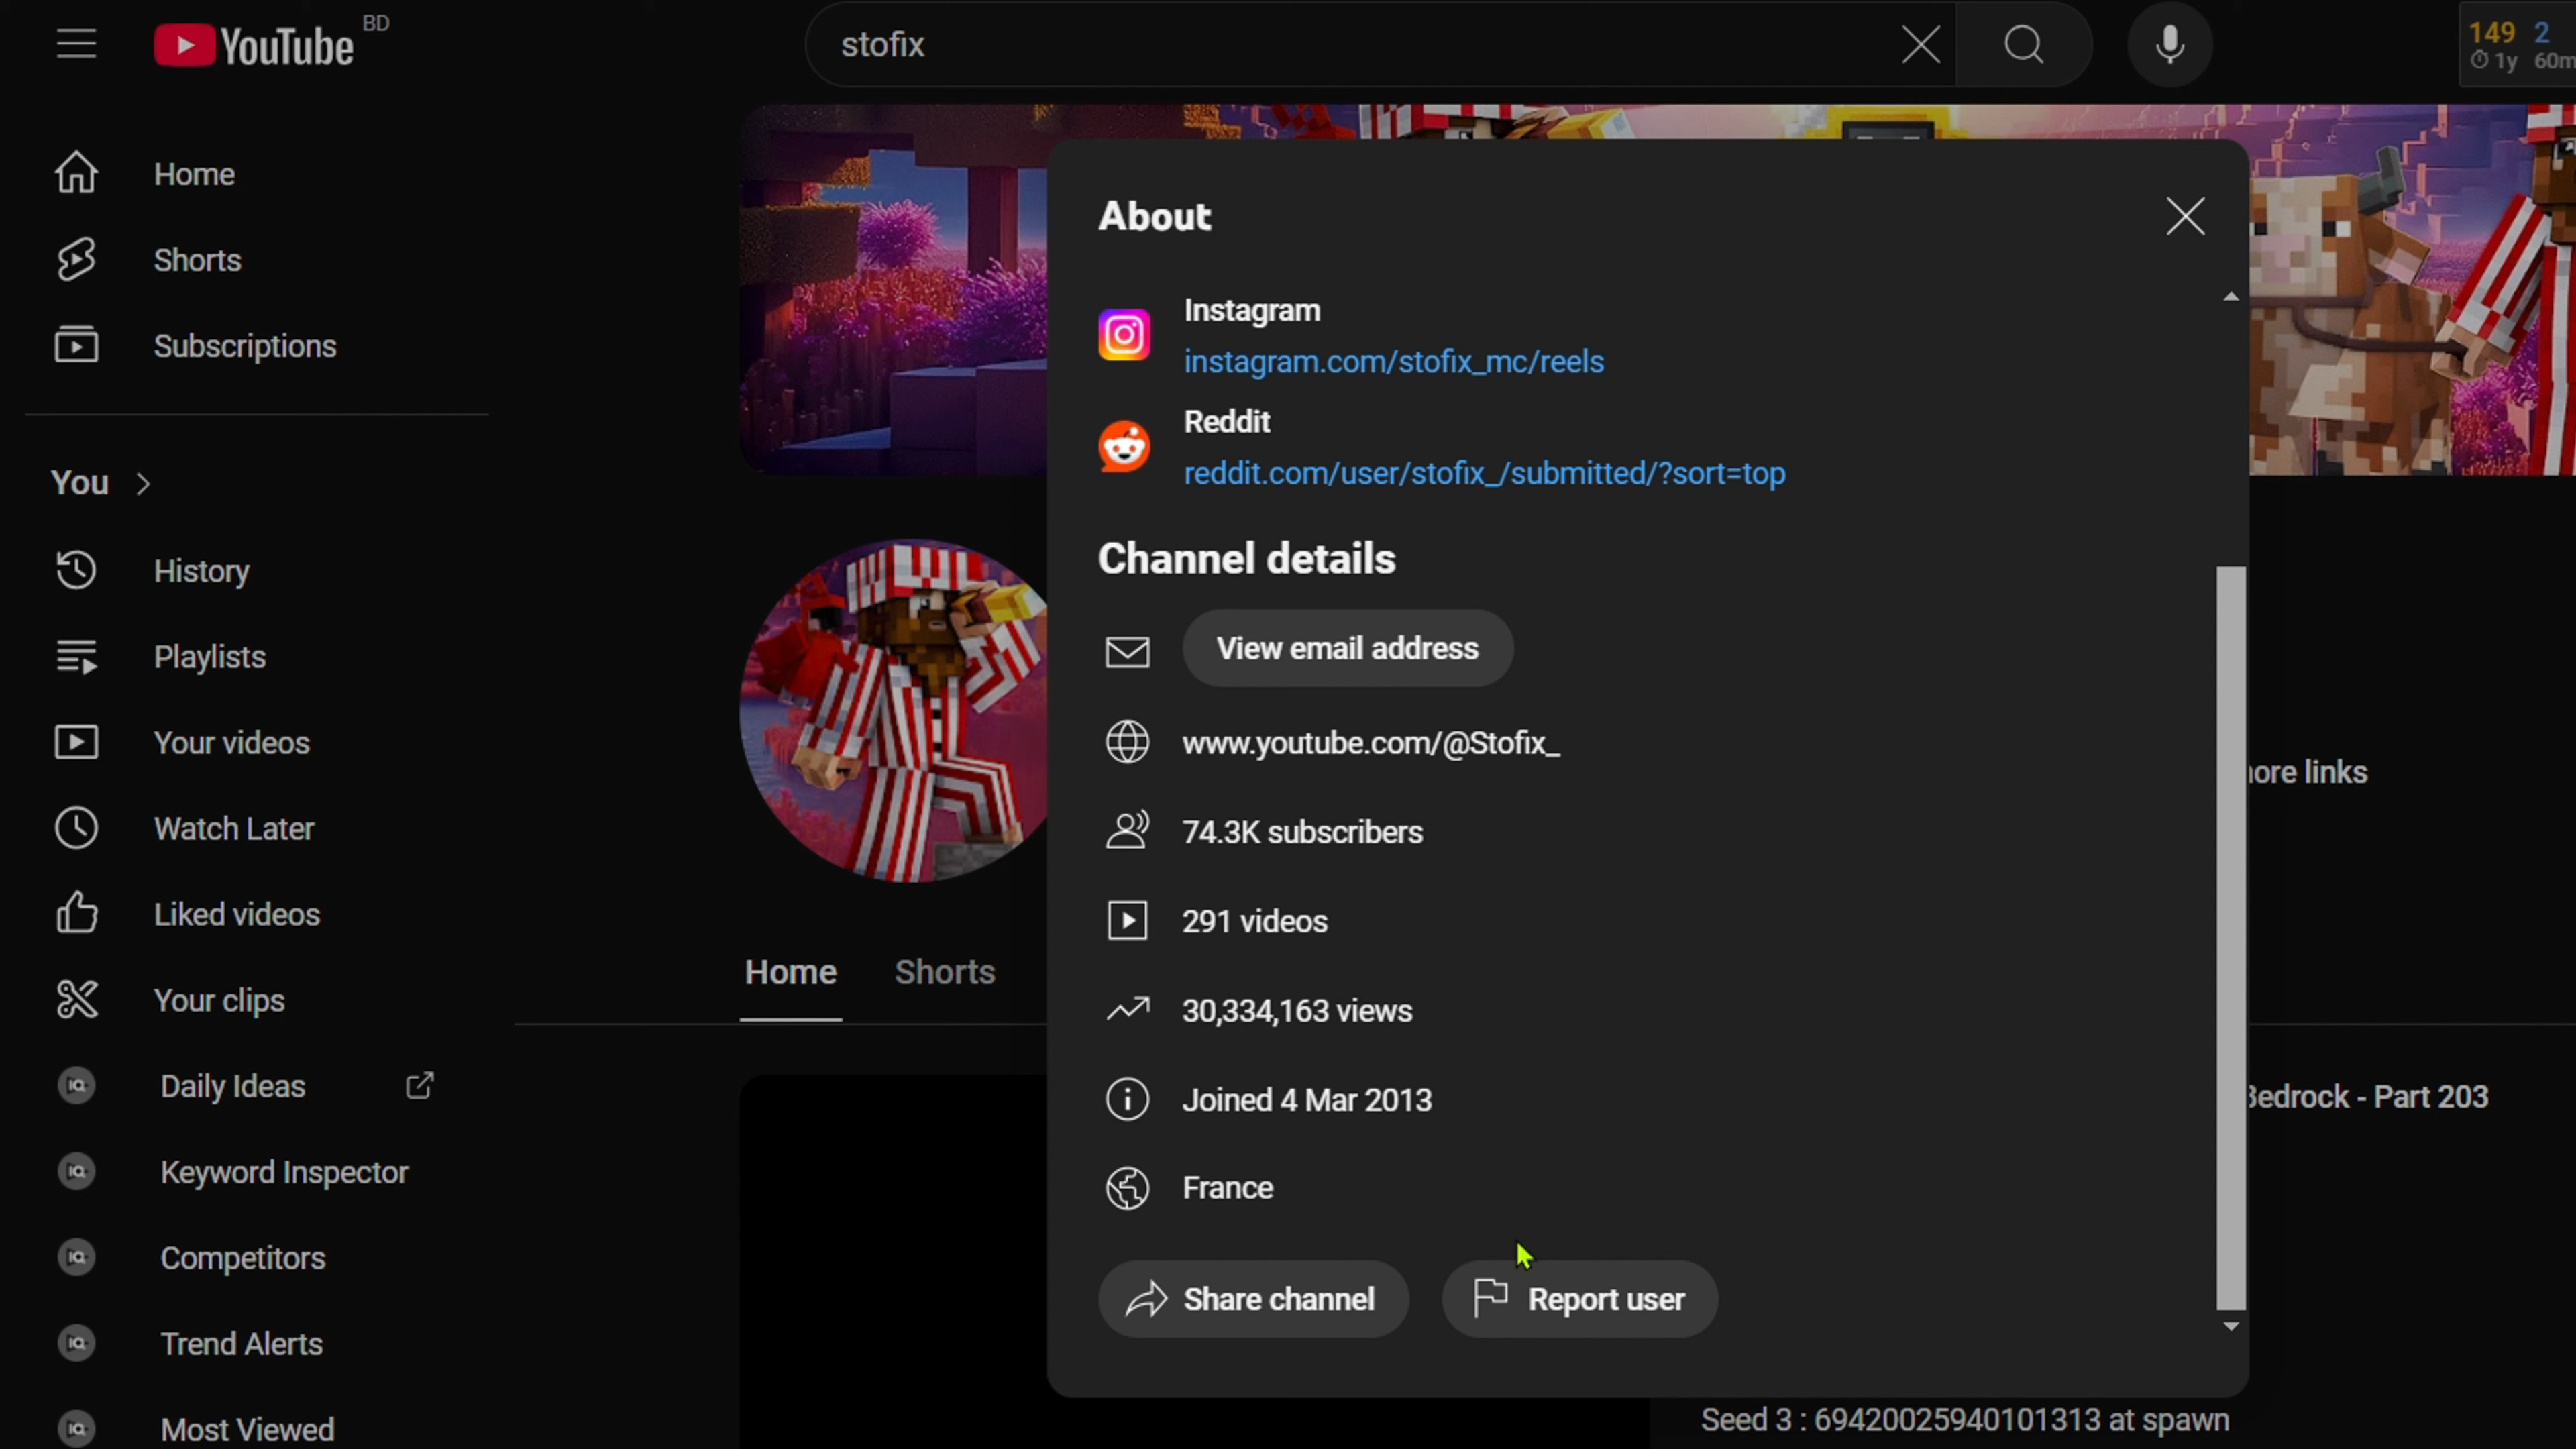 YouTube BD
stofix
149 2
1y 60m
Home
Shorts
Subscriptions
You
History
Playlists
Your videos
Watch Later
Liked videos
Your clips
Daily Ideas
Keyword Inspector
Competitors
Trend Alerts
Most Viewed
Home Shorts
About
Instagram
instagram.com/stofix_mc/reels
Reddit
reddit.com/user/stofix_/submitted/?sort=top
Channel details
View email address
www.youtube.com/@Stofix_
74.3K subscribers
291 videos
30,334,163 views
Joined 4 Mar 2013
France
Share channel Report user
ore links
Bedrock - Part 203
Seed 3 : 69420025940101313 at spawn